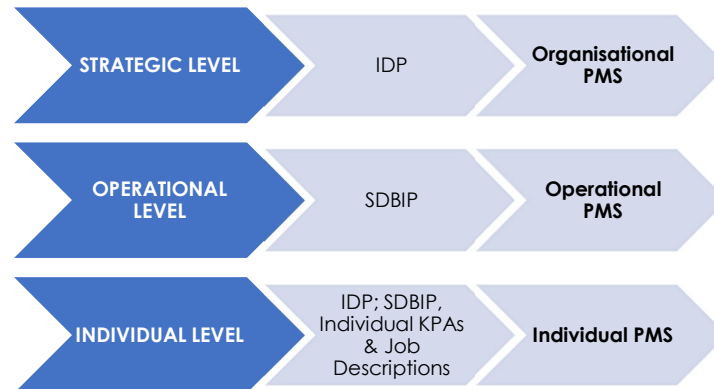 STRATEGIC LEVEL
IDP
Organisational
PMS
OPERATIONAL
LEVEL
SDBIP
Operational
PMS
INDIVIDUAL LEVEL
IDP; SDBIP,
Individual KPAs
& Job
Descriptions
Individual PMS